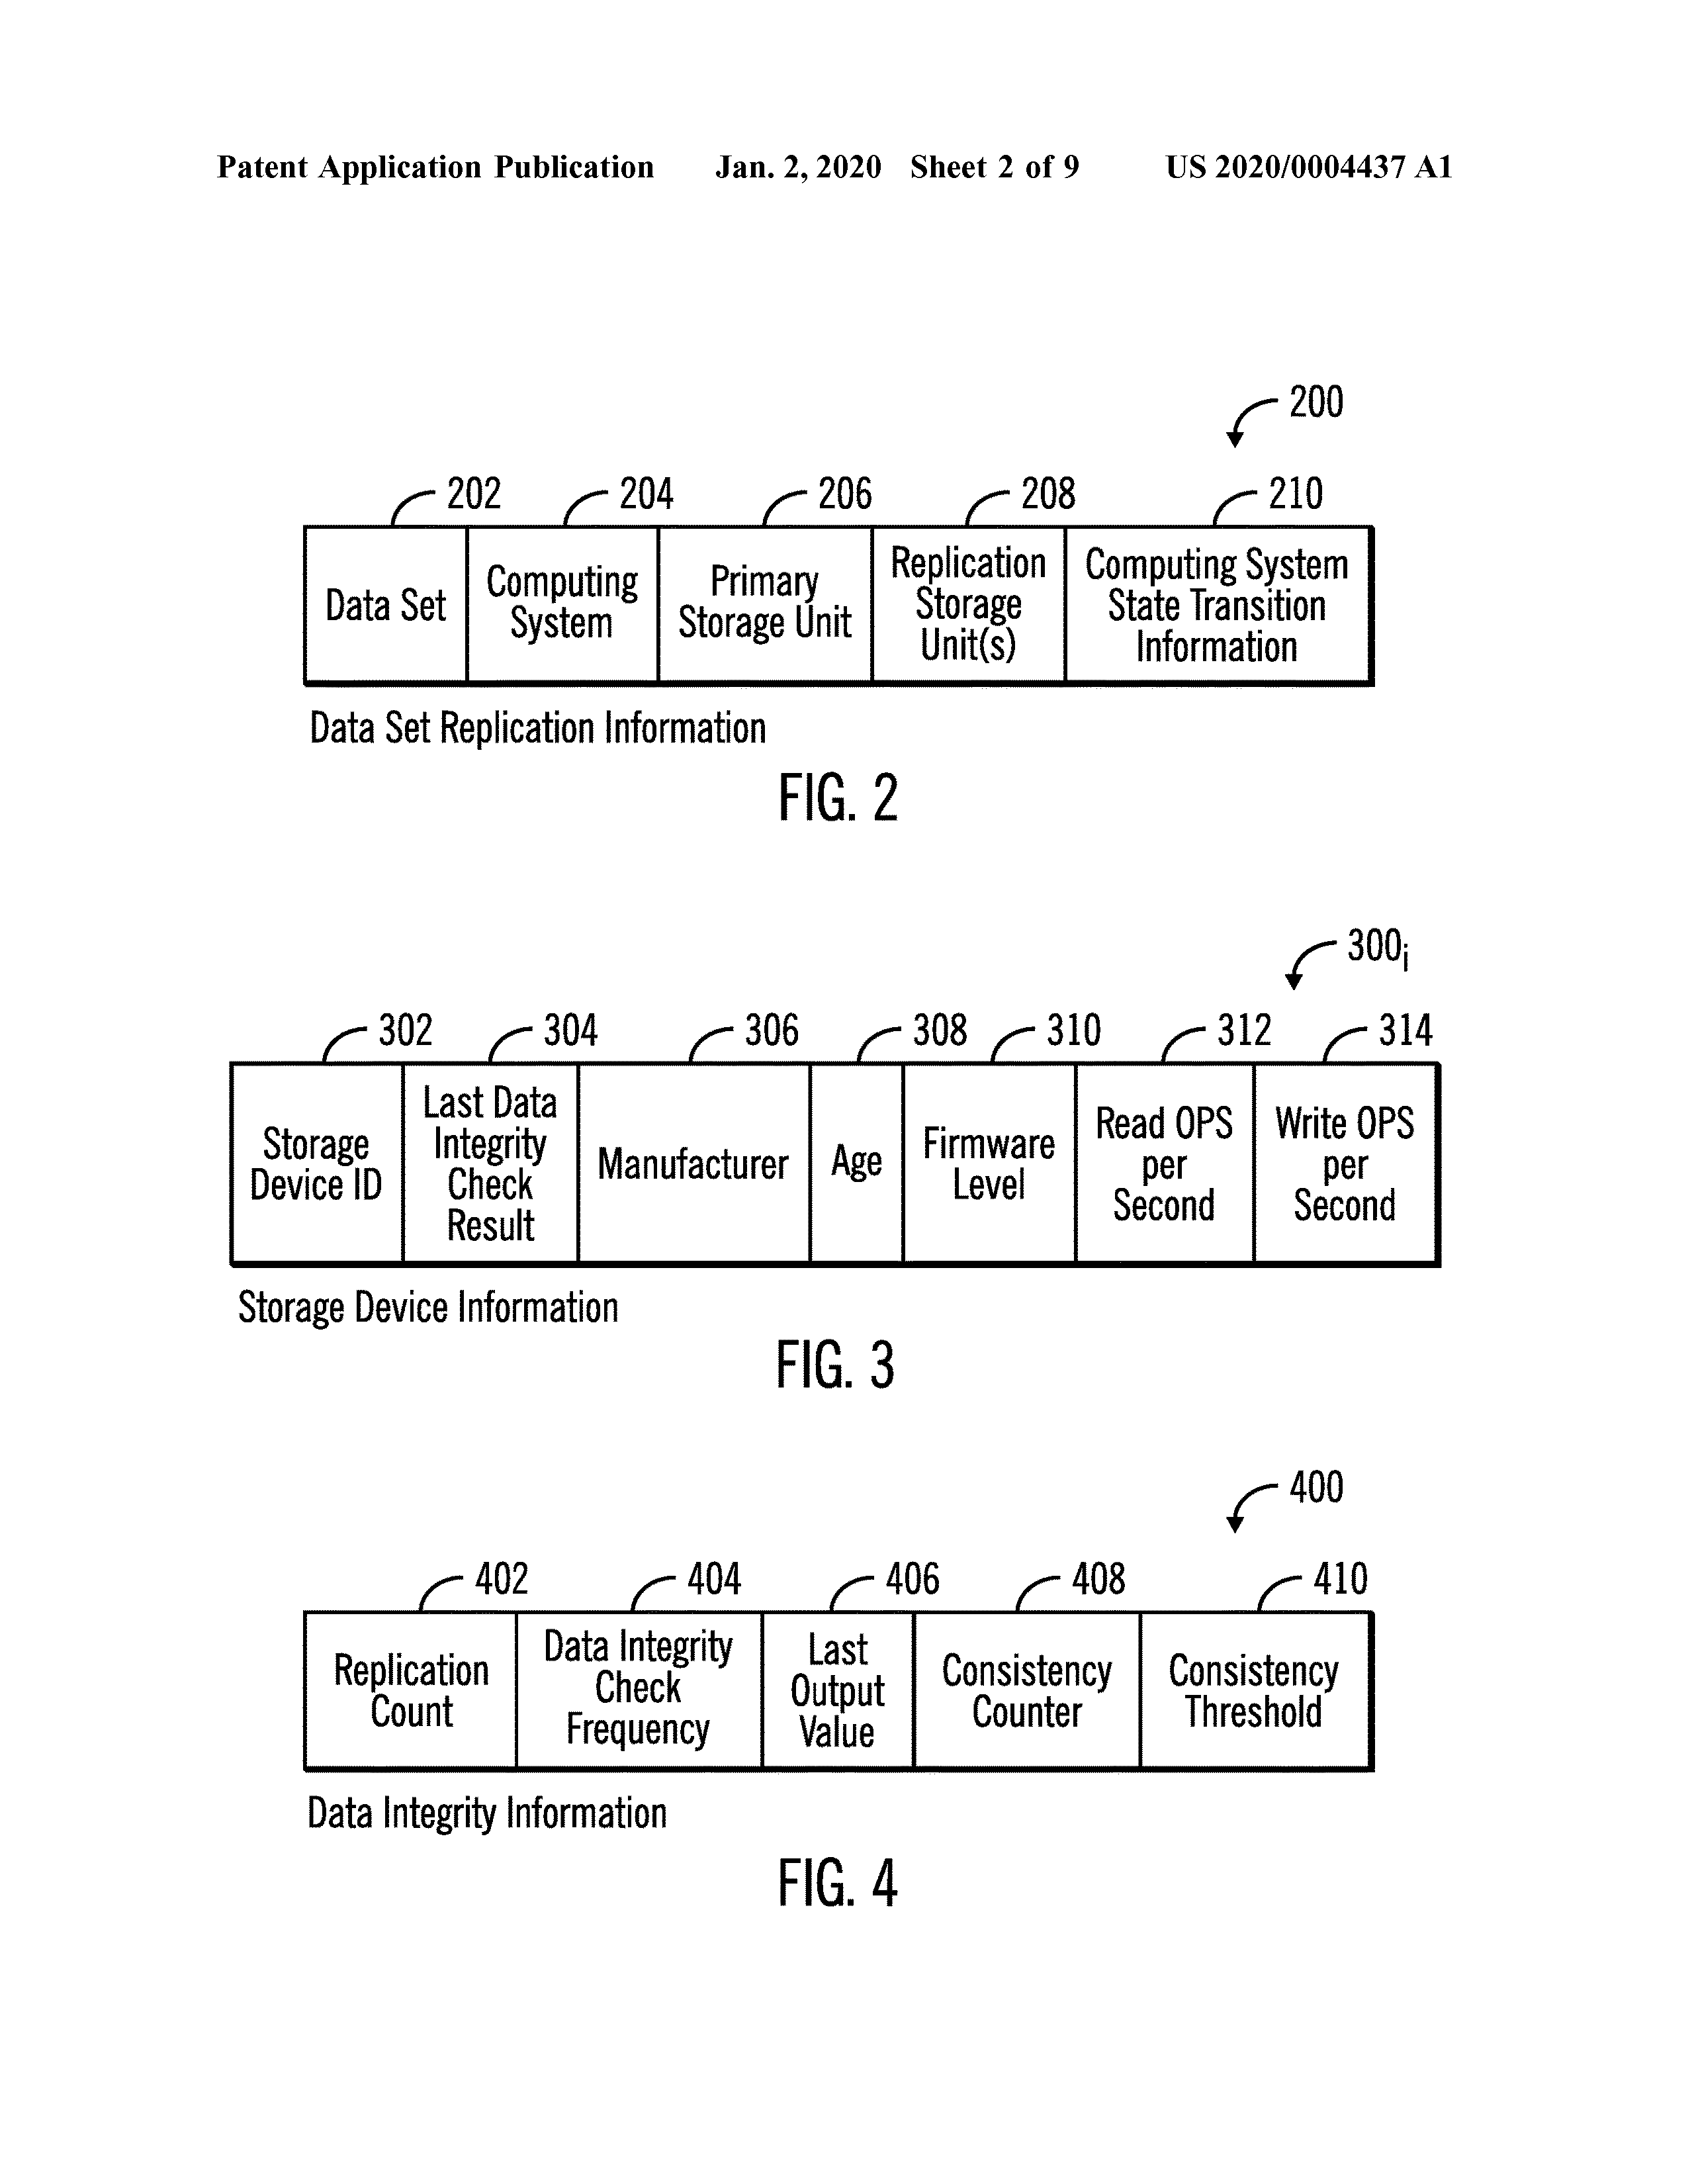 Patent Application Publication Jan. 2, 2020 Sheet 2 of 9 US 2020/0004437 A1
200
202 204 206 208 210
Data Set
Computing
System
Primary
Storage Unit
Replication
Storage
Unit(s)
Computing System
State Transition
Information
Data Set Replication Information
FIG. 2
300i
302 304 306 308 310 312 314
Storage
Device ID
Last Data
Integrity
Check
Result
Manufacturer
Age
Firmware
Level
Read OPS
per
Second
Write OPS
per
Second
Storage Device Information
FIG. 3
400
402 404 406 408 410
Replication
Count
Data Integrity
Check
Frequency
Last
Output
Value
Consistency
Counter
Consistency
Threshold
Data Integrity Information
FIG. 4